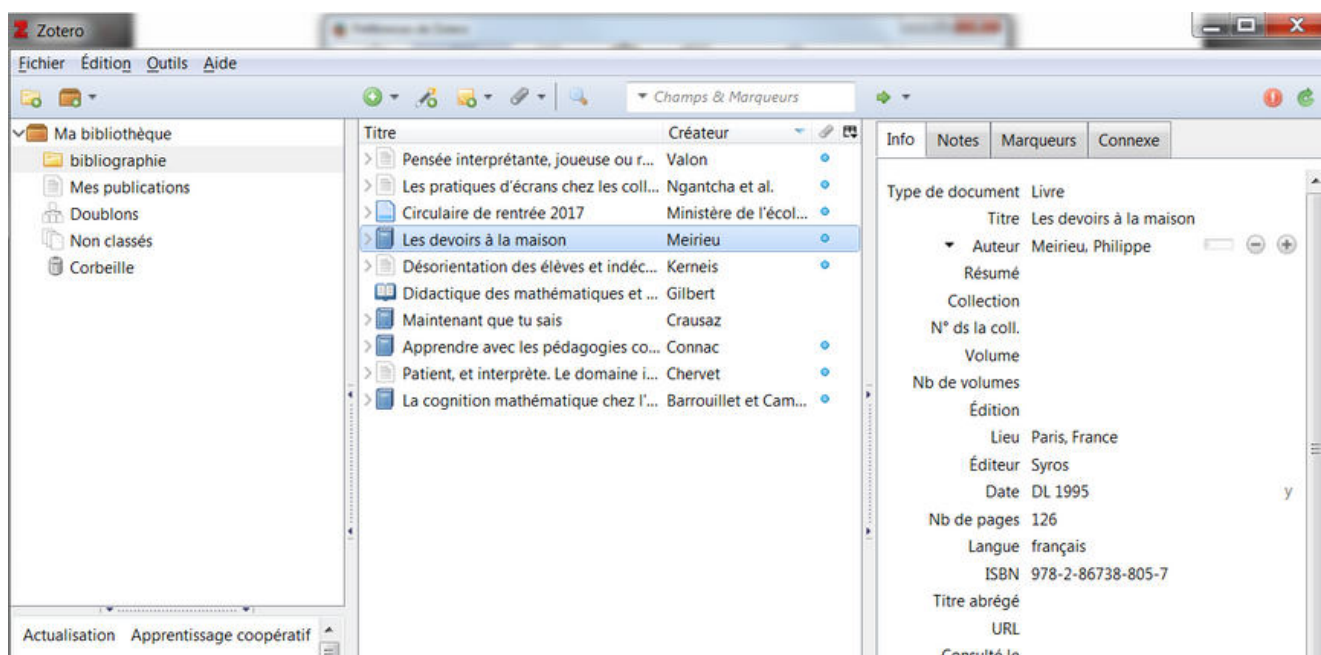 Zotero
Préférences de Zotero
Fichier Édition Outils Aide
Champs & Marqueurs
Ma bibliothèque
bibliographie
Mes publications
Doublons
Non classés
Corbeille
Actualisation Apprentissage coopératif
Titre Créateur
Pensée interprétante, joueuse ou r... Valon
Les pratiques d'écrans chez les coll... Ngantcha et al.
Circulaire de rentrée 2017 Ministère de l'écol...
Les devoirs à la maison Meirieu
Désorientation des élèves et indéc... Kerneis
Didactique des mathématiques et ... Gilbert
Maintenant que tu sais Crausaz
Apprendre avec les pédagogies co... Connac
Patient, et interprète. Le domaine i... Chervet
La cognition mathématique chez l'... Barrouillet et Cam...
Info Notes Marqueurs Connexe
Type de document Livre
Titre Les devoirs à la maison
Auteur Meirieu, Philippe
Résumé
Collection
N° ds la coll.
Volume
Nb de volumes
Édition
Lieu Paris, France
Éditeur Syros
Date DL 1995 y
Nb de pages 126
Langue français
ISBN 978-2-86738-805-7
Titre abrégé
URL
Consulté le